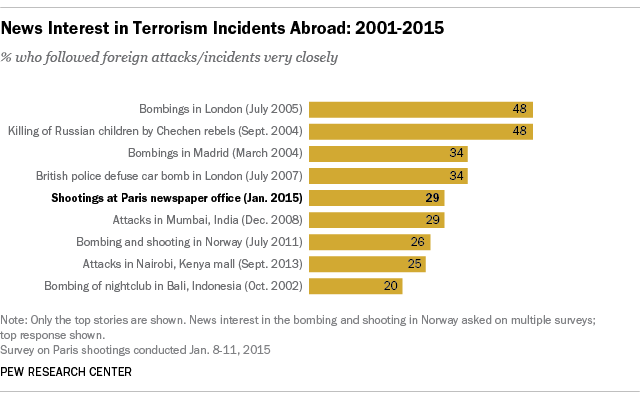 News Interest in Terrorism Incidents Abroad: 2001-2015
% who followed foreign attacks/incidents very closely
Bombings in London (July 2005) 48
Killing of Russian children by Chechen rebels (Sept. 2004) 48
Bombings in Madrid (March 2004) 34
British police defuse car bomb in London (July 2007) 34
Shootings at Paris newspaper office (Jan. 2015) 29
Attacks in Mumbai, India (Dec. 2008) 29
Bombing and shooting in Norway (July 2011) 26
Attacks in Nairobi, Kenya mall (Sept. 2013) 25
Bombing of nightclub in Bali, Indonesia (Oct. 2002) 20
Note: Only the top stories are shown. News interest in the bombing and shooting in Norway asked on multiple surveys;
top response shown.
Survey on Paris shootings conducted Jan. 8-11, 2015
PEW RESEARCH CENTER